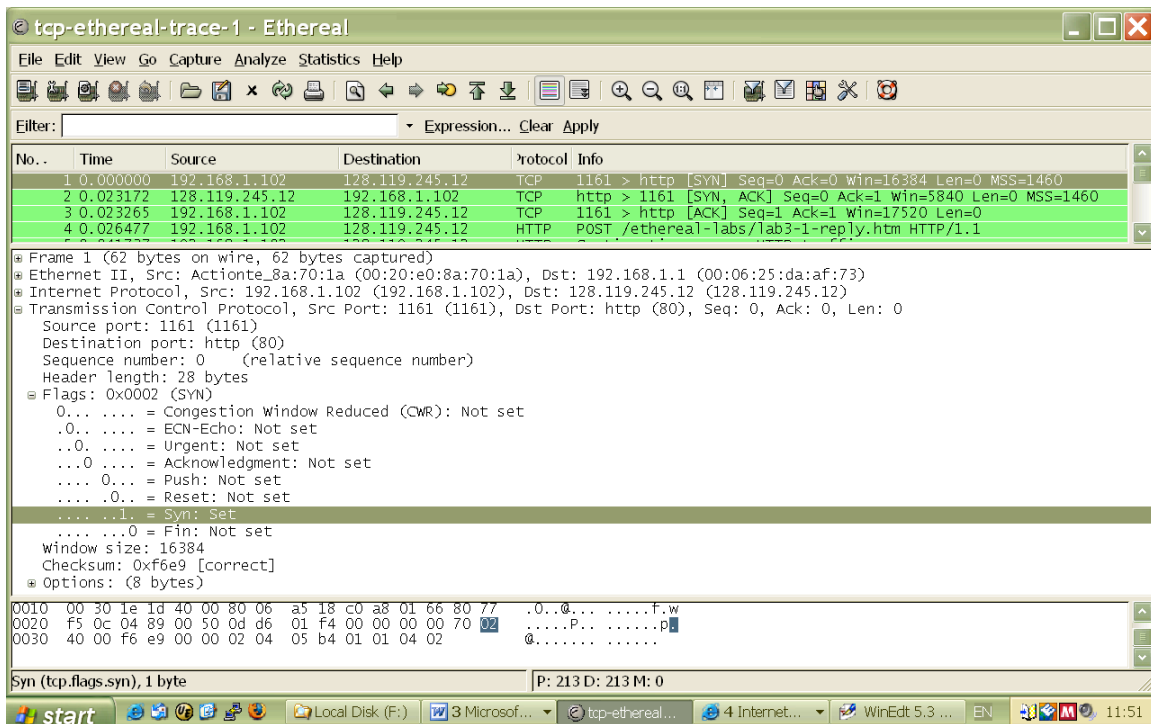 tcp-ethereal-trace-1 - Ethereal
File Edit View Go Capture Analyze Statistics Help
Filter: Expression... Clear Apply
No. . Time Source Destination Protocol Info
1 0.000000 192.168.1.102 128.119.245.12 TCP 1161 > http [SYN] Seq=0 Ack=0 Win=16384 Len=0 MSS=1460
2 0.023172 128.119.245.12 192.168.1.102 TCP http > 1161 [SYN, ACK] Seq=0 Ack=1 Win=5840 Len=0 MSS=1460
3 0.023265 192.168.1.102 128.119.245.12 TCP 1161 > http [ACK] Seq=1 Ack=1 Win=17520 Len=0
4 0.026477 192.168.1.102 128.119.245.12 HTTP POST /ethereal-labs/lab3-1-reply.htm HTTP/1.1
Frame 1 (62 bytes on wire, 62 bytes captured)
Ethernet II, Src: Actionte_8a:70:1a (00:20:e0:8a:70:1a), Dst: 192.168.1.1 (00:06:25:da:af:73)
Internet Protocol, Src: 192.168.1.102 (192.168.1.102), Dst: 128.119.245.12 (128.119.245.12)
Transmission Control Protocol, Src Port: 1161 (1161), Dst Port: http (80), Seq: 0, Ack: 0, Len: 0
Source port: 1161 (1161)
Destination port: http (80)
Sequence number: 0 (relative sequence number)
Header length: 28 bytes
Flags: 0x0002 (SYN)
0... .... = Congestion Window Reduced (CWR): Not set
.0.. .... = ECN-Echo: Not set
..0. .... = Urgent: Not set
...0 .... = Acknowledgment: Not set
.... 0... = Push: Not set
.... .0.. = Reset: Not set
.... ..1. = Syn: Set
.... ...0 = Fin: Not set
Window size: 16384
Checksum: 0xf6e9 [correct]
Options: (8 bytes)
0010 00 30 1e 1d 40 00 80 06 a5 18 c0 a8 01 66 80 77 .0..@... .....f.w
0020 f5 0c 04 89 00 50 0d d6 01 f4 00 00 00 00 70 02 .....P.. ......p.
0030 40 00 f6 e9 00 00 02 04 05 b4 01 01 04 02 @....... ......
Syn (tcp.flags.syn), 1 byte P: 213 D: 213 M: 0
start Local Disk (F:) 3 Microsof... tcp-ethereal... 4 Internet... WinEdt 5.3 ... EN 11:51